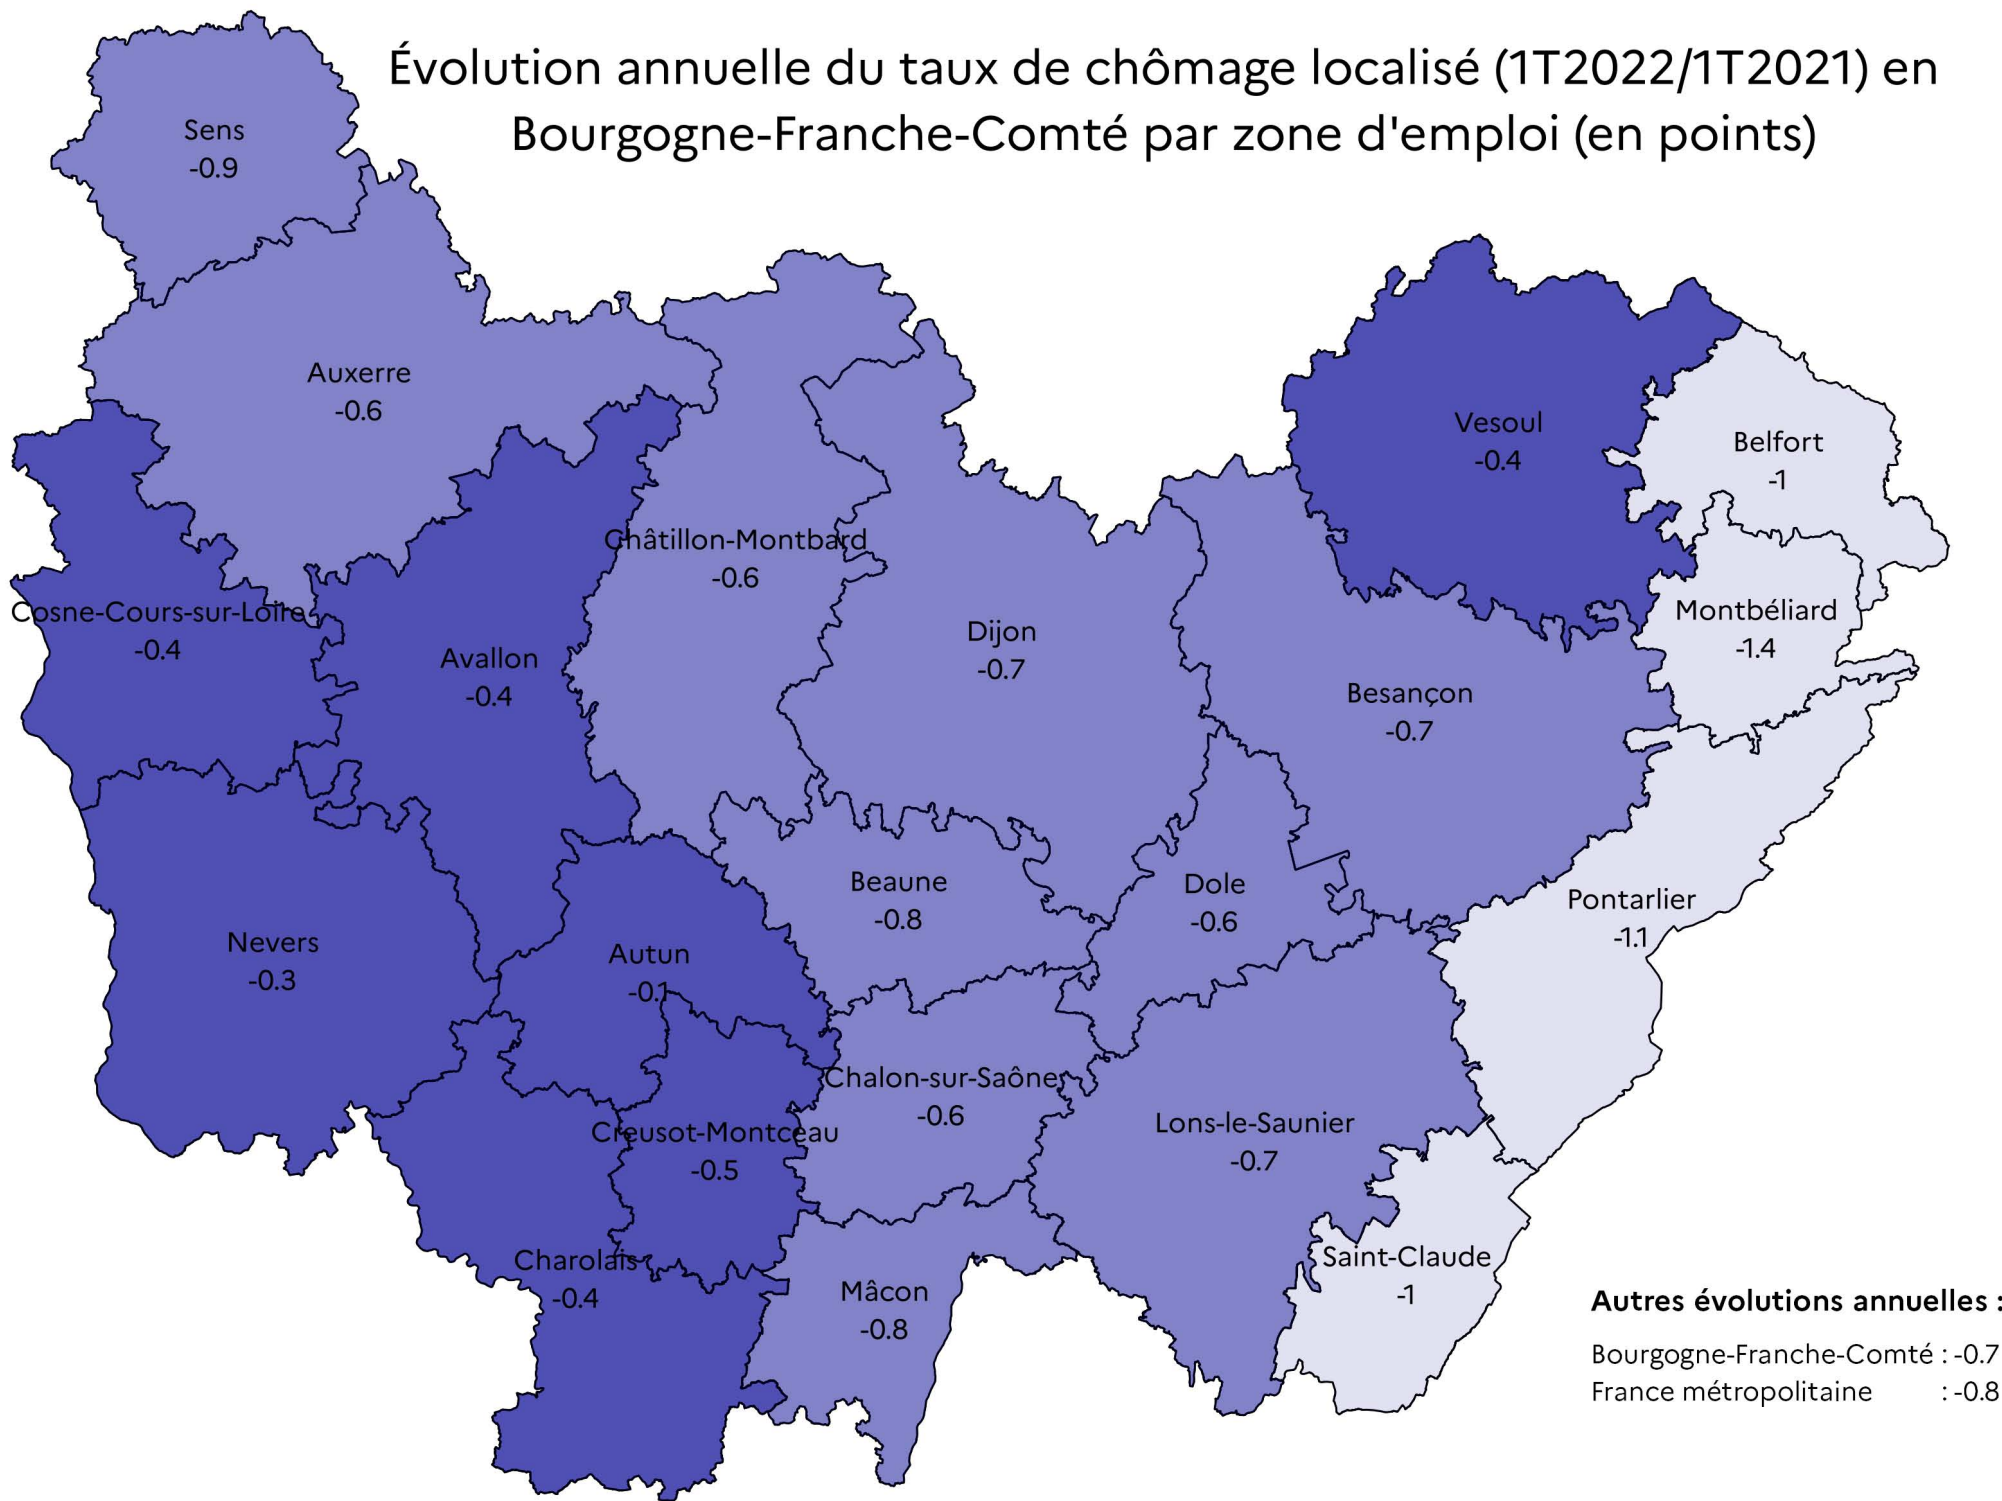 Évolution annuelle du taux de chômage localisé (1T2022/1T2021) en
Bourgogne-Franche-Comté par zone d'emploi (en points)
Sens
-0.9
Auxerre
-0.6
Vesoul
-0.4
Belfort
-1
Châtillon-Montbard
-0.6
Cosne-Cours-sur-Loire
-0.4
Montbéliard
-1.4
Dijon
-0.7
Avallon
-0.4
Besançon
-0.7
Beaune
-0.8
Dole
-0.6
Pontarlier
-1.1
Nevers
-0.3
Autun
-0.1
Chalon-sur-Saône
-0.6
Creusot-Montceau
-0.5
Lons-le-Saunier
-0.7
Charolais
-0.4
Saint-Claude
-1
Mâcon
-0.8
Autres évolutions annuelles :
Bourgogne-Franche-Comté : -0.7
France métropolitaine : -0.8